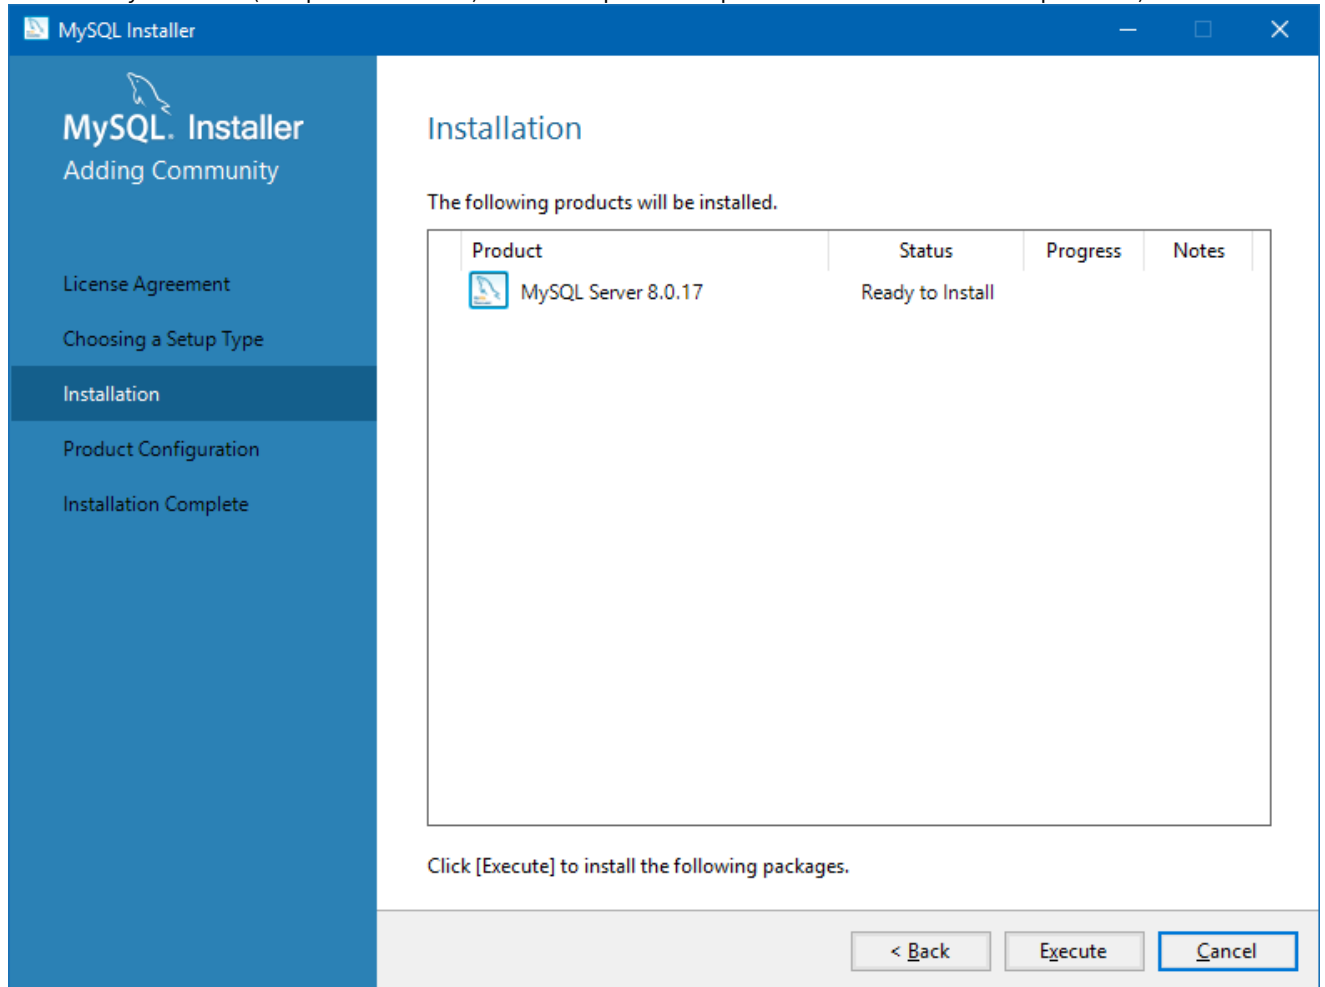 MySQL Installer
MySQL. Installer
Adding Community
License Agreement
Choosing a Setup Type
Installation
Product Configuration
Installation Complete
Installation
The following products will be installed.
Product Status Progress Notes
MySQL Server 8.0.17 Ready to Install
Click [Execute] to install the following packages.
< Back Execute Cancel